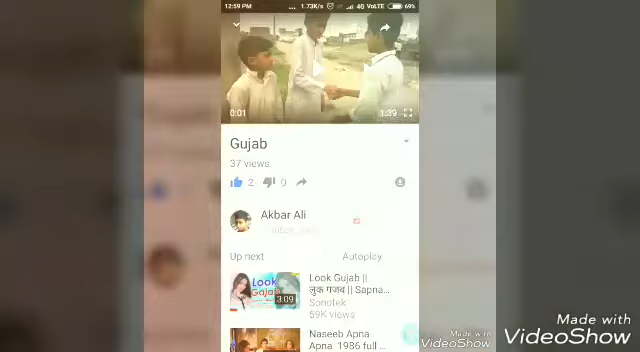 12:59 PM ... 1.73K/s 4G VoLTE 69%
0:01 1:39
Gujab
37 views
2 0
Akbar Ali
Up next Autoplay
Look Gujab ||
लुक गजब || Sapna...
Sonotek
59K views
Look
Gajab
3:09
Naseeb Apna
Apna 1986 full ...
Made with
VideoShow
Made with
VideoShow